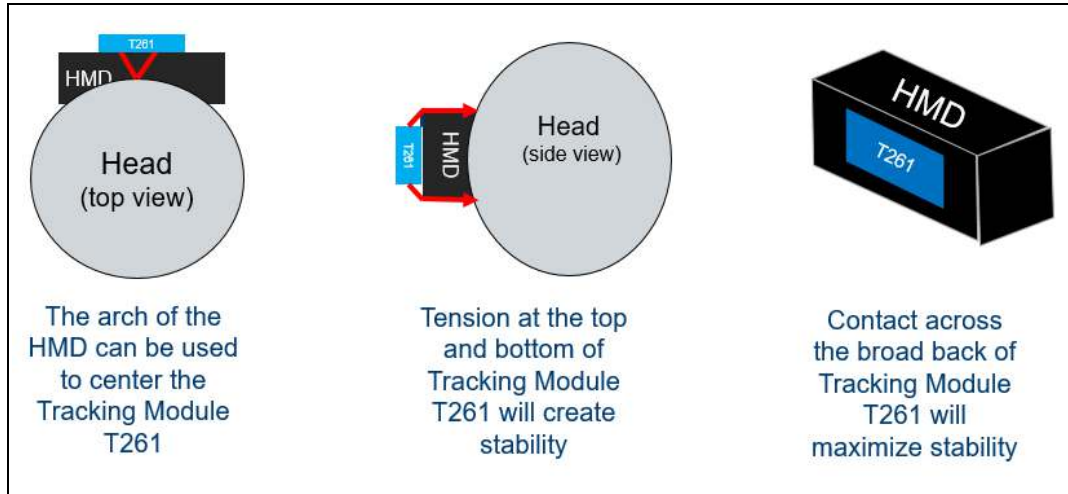 T261
HMD
Head
(top view)
The arch of the
HMD can be used
to center the
Tracking Module
T261
T261
HMD
Head
(side view)
Tension at the top
and bottom of
Tracking Module
T261 will create
stability
HMD
T261
Contact across
the broad back of
Tracking Module
T261 will
maximize stability